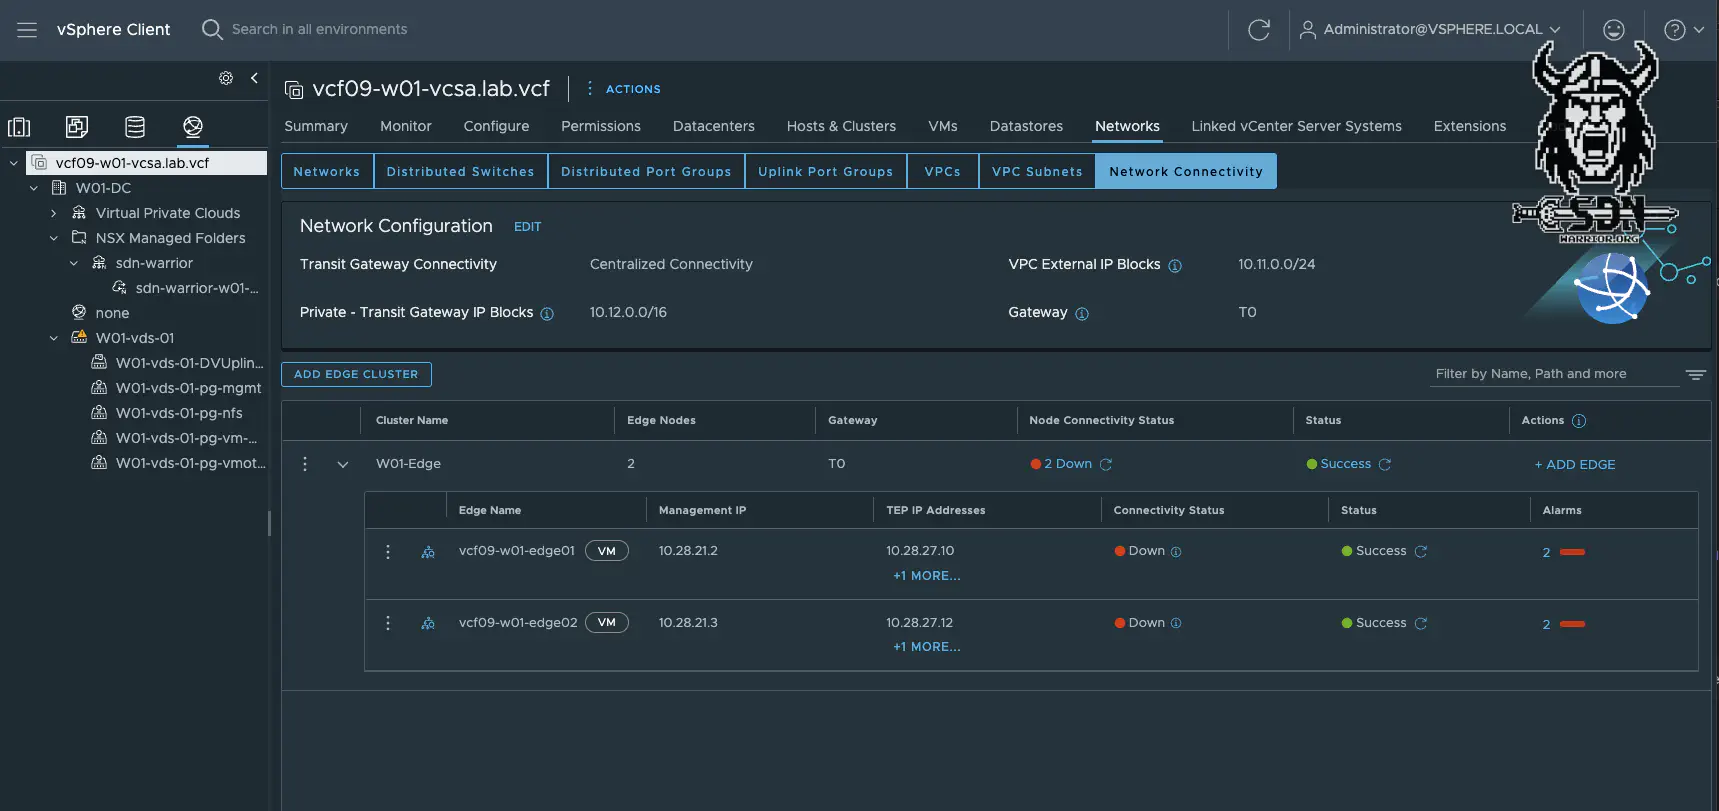 vSphere Client
Search in all environments
Administrator@VSPHERE.LOCAL
vcf09-w01-vcsa.lab.vcf
W01-DC
Virtual Private Clouds
NSX Managed Folders
sdn-warrior
sdn-warrior-w01-...
none
W01-vds-01
W01-vds-01-DVUplin...
W01-vds-01-pg-mgmt
W01-vds-01-pg-nfs
W01-vds-01-pg-vm-...
W01-vds-01-pg-vmot...
vcf09-w01-vcsa.lab.vcf
ACTIONS
Summary Monitor Configure Permissions Datacenters Hosts & Clusters VMs Datastores Networks Linked vCenter Server Systems Extensions
Networks Distributed Switches Distributed Port Groups Uplink Port Groups VPCs VPC Subnets Network Connectivity
SDN
WARRIOR.ORG
Network Configuration EDIT
Transit Gateway Connectivity Centralized Connectivity VPC External IP Blocks 10.11.0.0/24
Private - Transit Gateway IP Blocks 10.12.0.0/16 Gateway T0
ADD EDGE CLUSTER Filter by Name, Path and more
Cluster Name Edge Nodes Gateway Node Connectivity Status Status Actions
W01-Edge 2 T0 2 Down Success + ADD EDGE
Edge Name Management IP TEP IP Addresses Connectivity Status Status Alarms
vcf09-w01-edge01 VM 10.28.21.2 10.28.27.10 Down Success 2
+1 MORE...
vcf09-w01-edge02 VM 10.28.21.3 10.28.27.12 Down Success 2
+1 MORE...